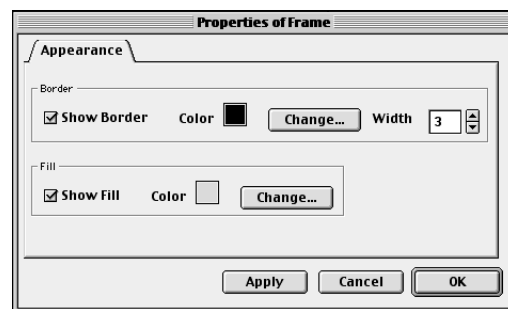 Properties of Frame
Appearance
Border
Show Border Color Change... Width 3
Fill
Show Fill Color Change...
Apply Cancel OK